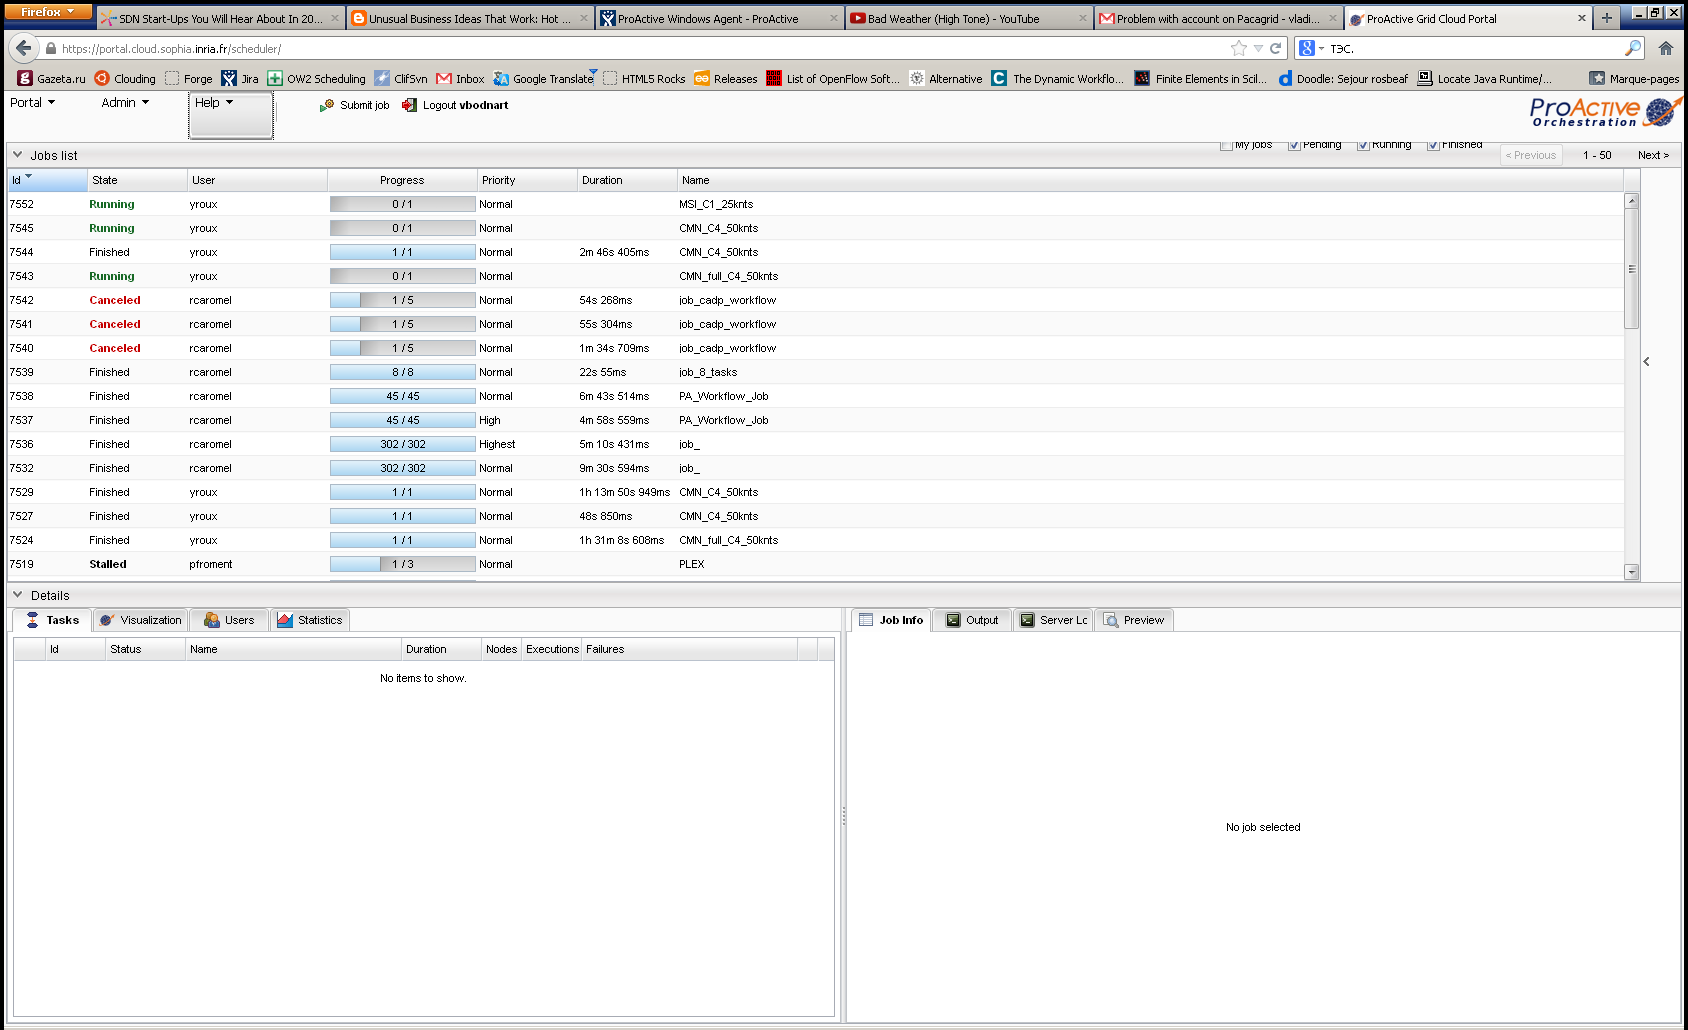 Firefox
SDN Start-Ups You Will Hear About In 20...
Unusual Business Ideas That Work: Hot ...
ProActive Windows Agent - ProActive
Bad Weather (High Tone) - YouTube
Problem with account on Pacagrid - vladi...
ProActive Grid Cloud Portal
https://portal.cloud.sophia.inria.fr/scheduler/
8 ТЭС.
Gazeta.ru Clouding Forge Jira OW2 Scheduling ClifSvn Inbox Google Translate HTML5 Rocks Releases List of OpenFlow Soft... Alternative The Dynamic Workflo... Finite Elements in Scil... Doodle: Sejour rosbeaf Locate Java Runtime/... Marque-pages
Portal Admin Help Submit job Logout vbodnart
ProActive
Orchestration
Jobs list My jobs Pending Running Finished < Previous 1 - 50 Next >
Id State User Progress Priority Duration Name
7552 Running yroux 0 / 1 Normal MSI_C1_25knts
7545 Running yroux 0 / 1 Normal CMN_C4_50knts
7544 Finished yroux 1 / 1 Normal 2m 46s 405ms CMN_C4_50knts
7543 Running yroux 0 / 1 Normal CMN_full_C4_50knts
7542 Canceled rcaromel 1 / 5 Normal 54s 268ms job_cadp_workflow
7541 Canceled rcaromel 1 / 5 Normal 55s 304ms job_cadp_workflow
7540 Canceled rcaromel 1 / 5 Normal 1m 34s 709ms job_cadp_workflow
7539 Finished rcaromel 8 / 8 Normal 22s 55ms job_8_tasks
7538 Finished rcaromel 45 / 45 Normal 6m 43s 514ms PA_Workflow_Job
7537 Finished rcaromel 45 / 45 High 4m 58s 559ms PA_Workflow_Job
7536 Finished rcaromel 302 / 302 Highest 5m 10s 431ms job_
7532 Finished rcaromel 302 / 302 Normal 9m 30s 594ms job_
7529 Finished yroux 1 / 1 Normal 1h 13m 50s 949ms CMN_C4_50knts
7527 Finished yroux 1 / 1 Normal 48s 850ms CMN_C4_50knts
7524 Finished yroux 1 / 1 Normal 1h 31m 8s 608ms CMN_full_C4_50knts
7519 Stalled pfroment 1 / 3 Normal PLEX
Details
Tasks Visualization Users Statistics
Job Info Output Server Lc Preview
Id Status Name Duration Nodes Executions Failures
No items to show.
No job selected